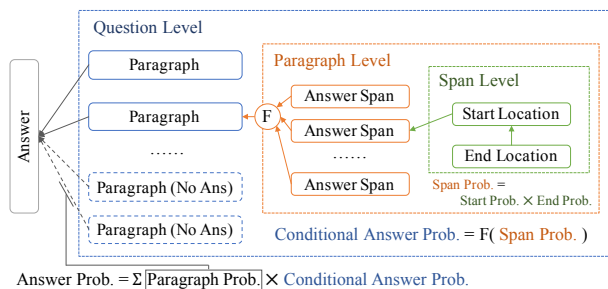 Question Level
Paragraph
Paragraph
......
Paragraph (No Ans)
Paragraph (No Ans)
Answer
Paragraph Level
F
Answer Span
Answer Span
......
Answer Span
Span Level
Start Location
End Location
Span Prob. =
Start Prob. × End Prob.
Conditional Answer Prob. = F( Span Prob. )
Answer Prob. = Σ Paragraph Prob. × Conditional Answer Prob.